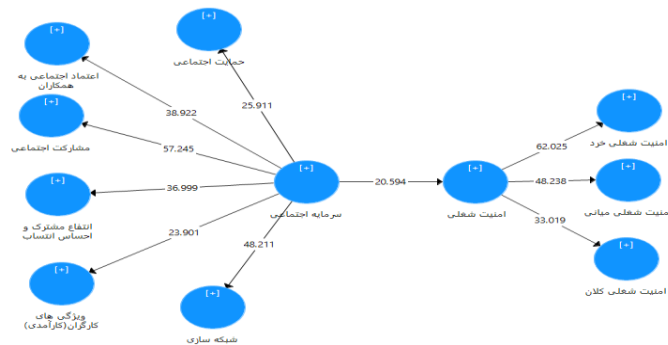 [+]
حمایت اجتماعی
[+]
اعتماد اجتماعی به
همکاران
[+]
مشارکت اجتماعی
[+]
انتفاع مشترک و
احساس انتساب
[+]
ویژگی های
کارگران(کارآمدی)
[+]
شبکه سازی
[+]
سرمایه اجتماعی
[+]
امنیت شغلی
[+]
امنیت شغلی خرد
[+]
امنیت شغلی میانی
[+]
امنیت شغلی کلان
25.911
38.922
57.245
36.999
23.901
48.211
20.594
62.025
48.238
33.019